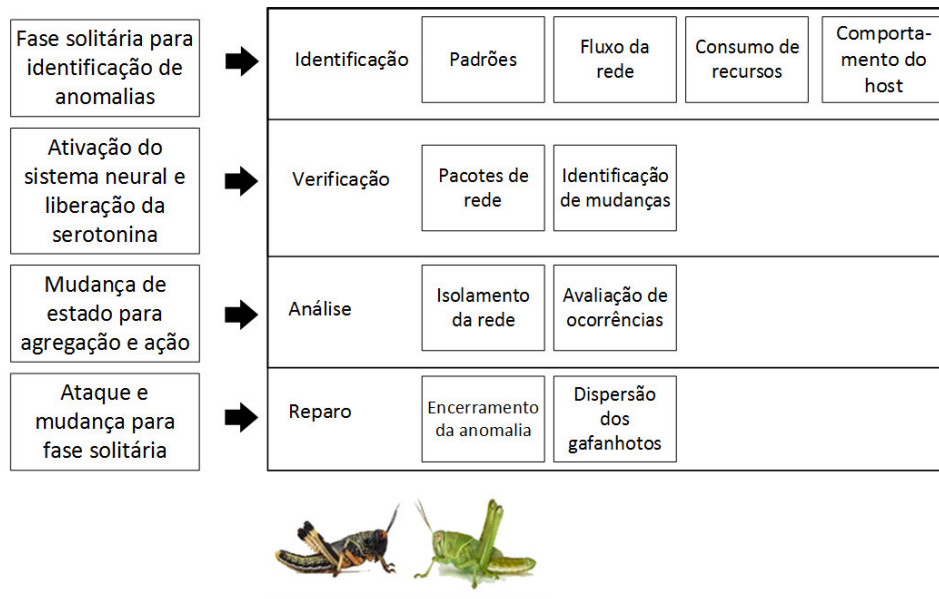 Fase solitária para
identificação de
anomalias
Identificação
Padrões
Fluxo da
rede
Consumo de
recursos
Comporta-
mento do
host
Ativação do
sistema neural e
liberação da
serotonina
Verificação
Pacotes de
rede
Identificação
de mudanças
Mudança de
estado para
agregação e ação
Análise
Isolamento
da rede
Avaliação de
ocorrências
Ataque e
mudança para
fase solitária
Reparo
Encerramento
da anomalia
Dispersão
dos
gafanhotos